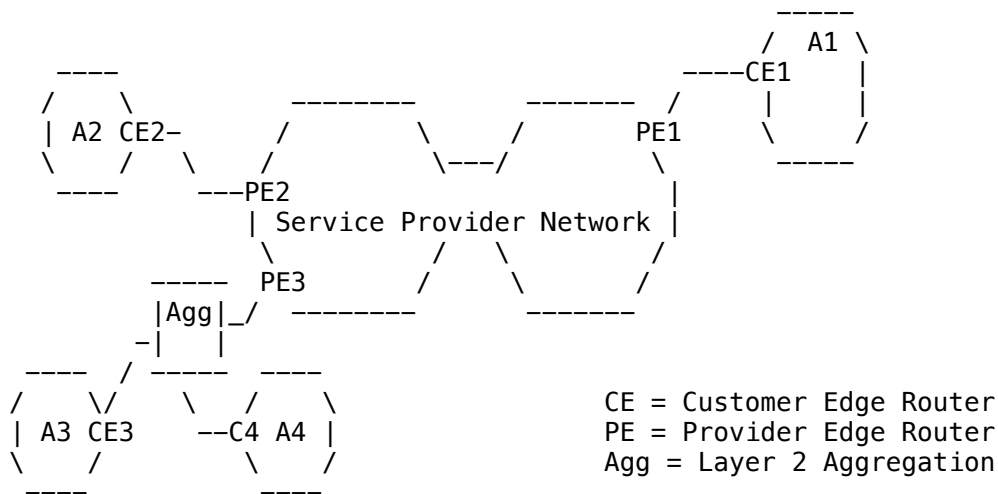 A1
CE1
A2 CE2
PE1
PE2
Service Provider Network
PE3
Agg
A3 CE3 C4 A4
CE = Customer Edge Router
PE = Provider Edge Router
Agg = Layer 2 Aggregation